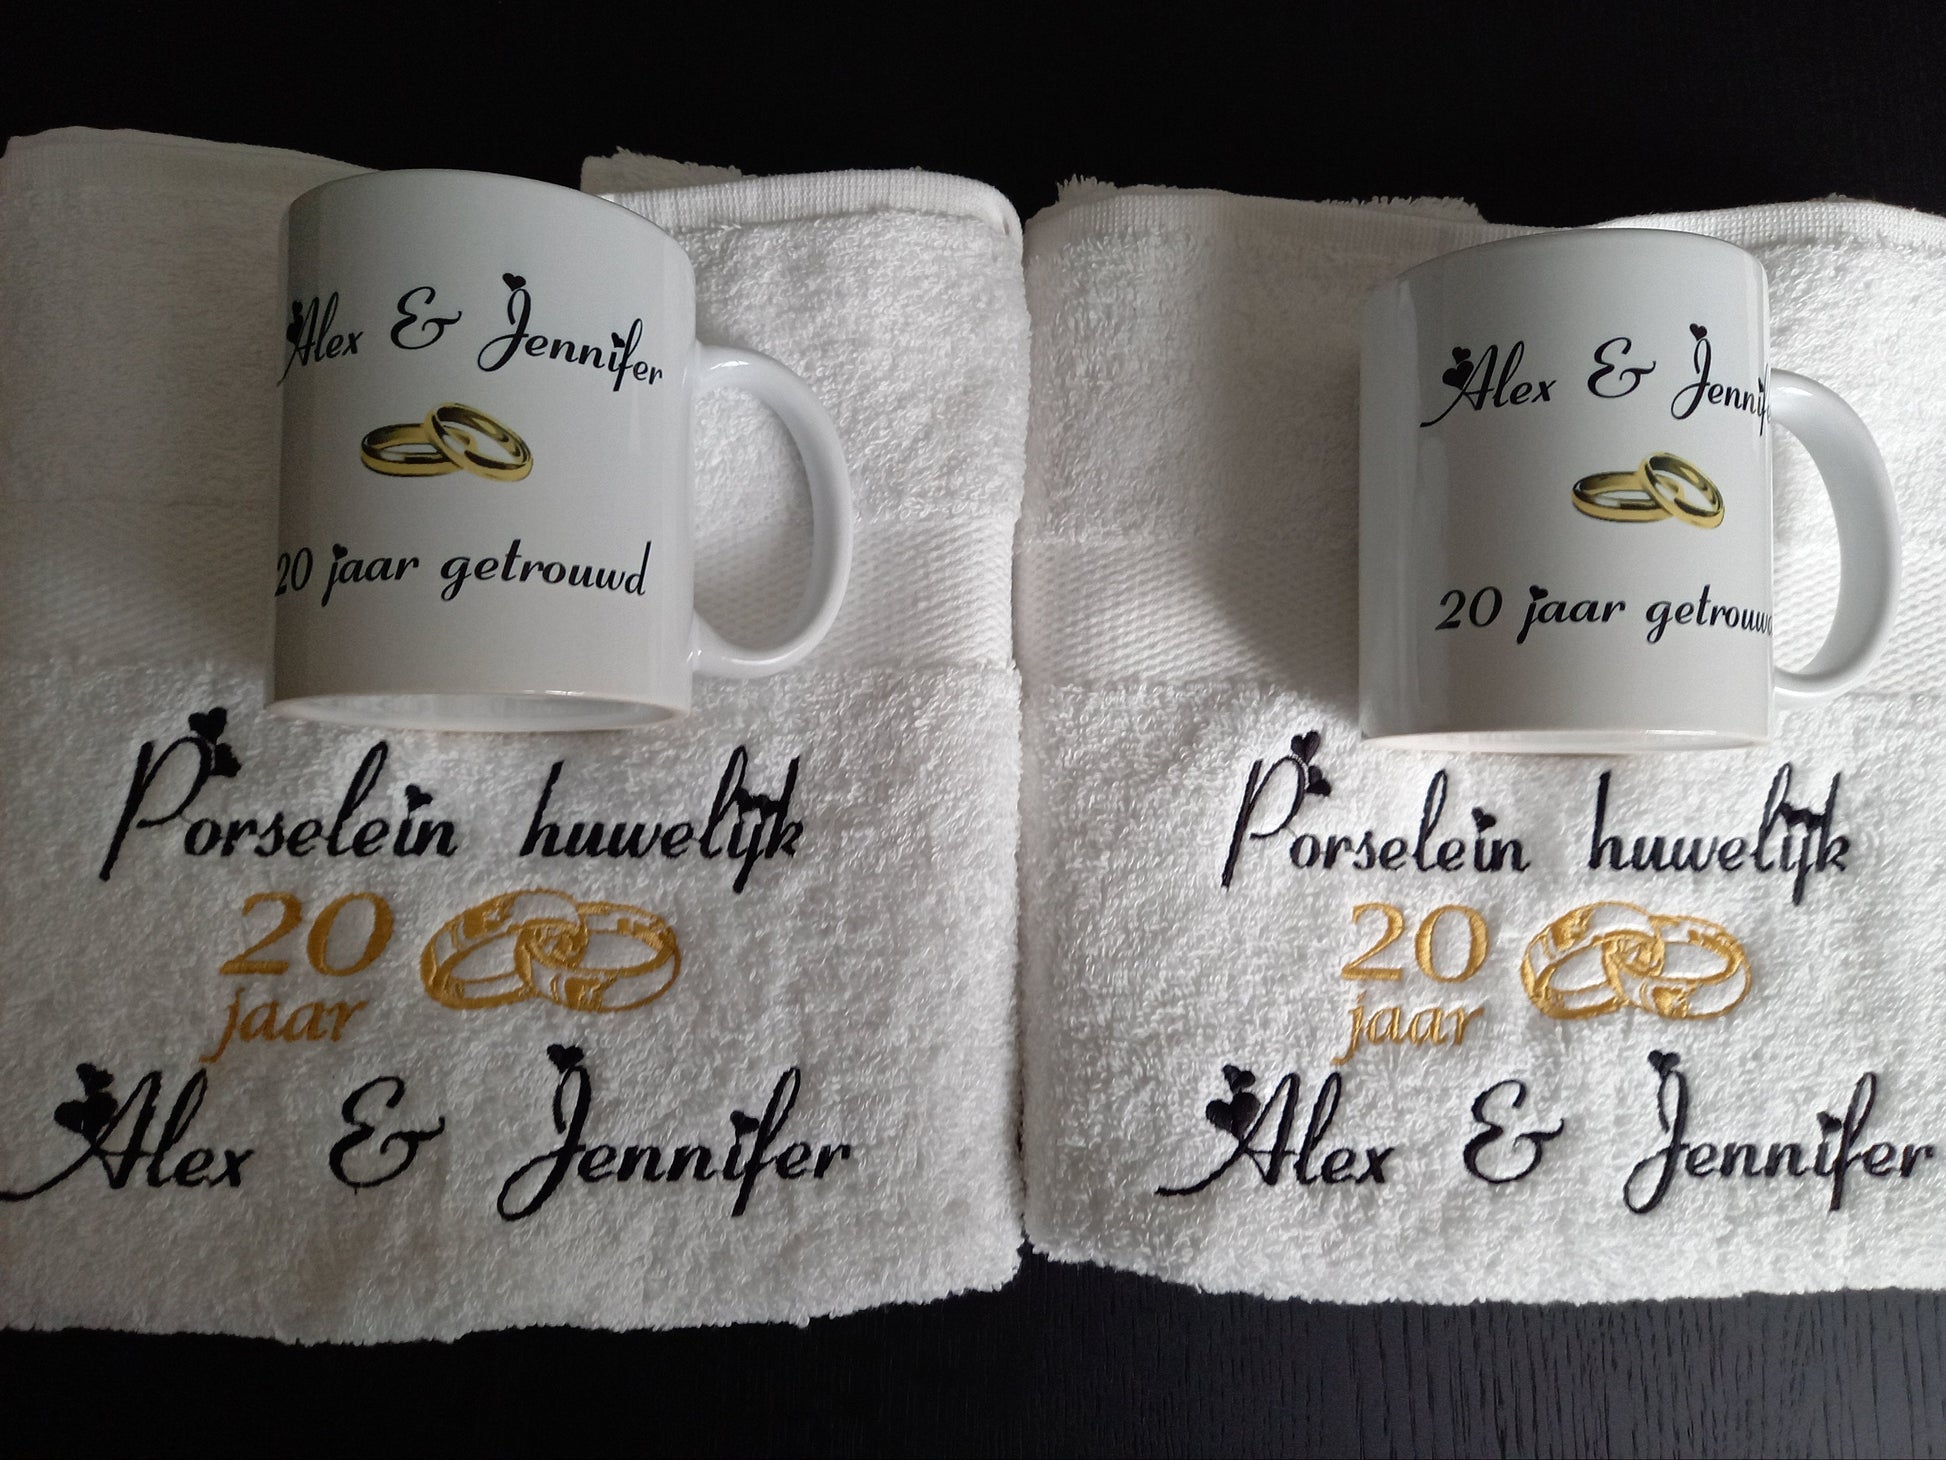 Alex & Jennifer
20 jaar getrouwd
Alex & Jennife
20 jaar getrouwd
Porselein huwelijk
20
jaar
Alex & Jennifer
Porselein huwelijk
20
jaar
Alex & Jennifer